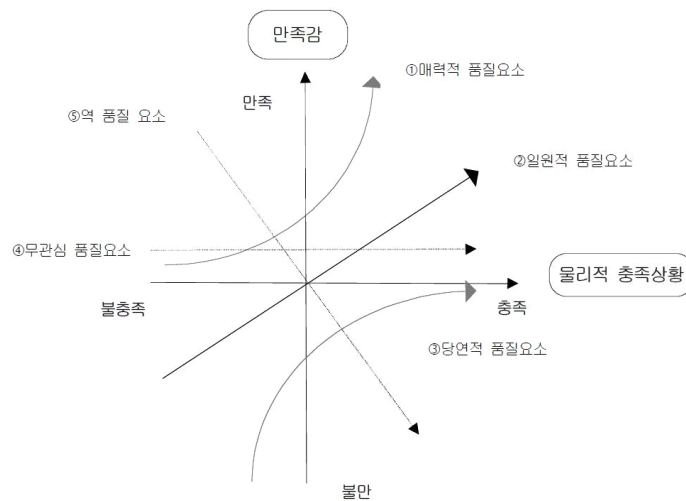 만족감
①매력적 품질요소
만족
⑤역 품질 요소
②일원적 품질요소
④무관심 품질요소
물리적 충족상황
불충족
충족
③당연적 품질요소
불만